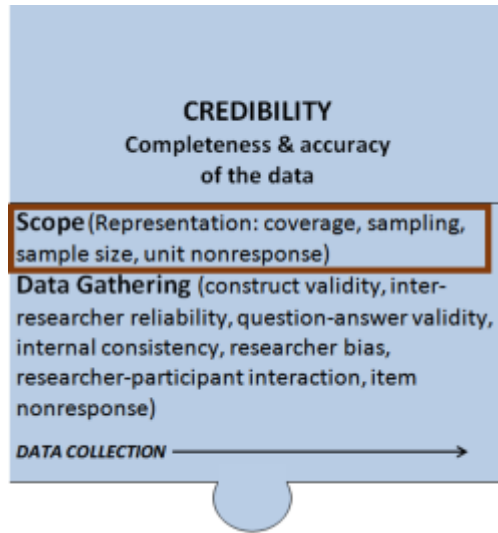 CREDIBILITY
Completeness & accuracy
of the data
Scope (Representation: coverage, sampling,
sample size, unit nonresponse)
Data Gathering (construct validity, inter-
researcher reliability, question-answer validity,
internal consistency, researcher bias,
researcher-participant interaction, item
nonresponse)
DATA COLLECTION